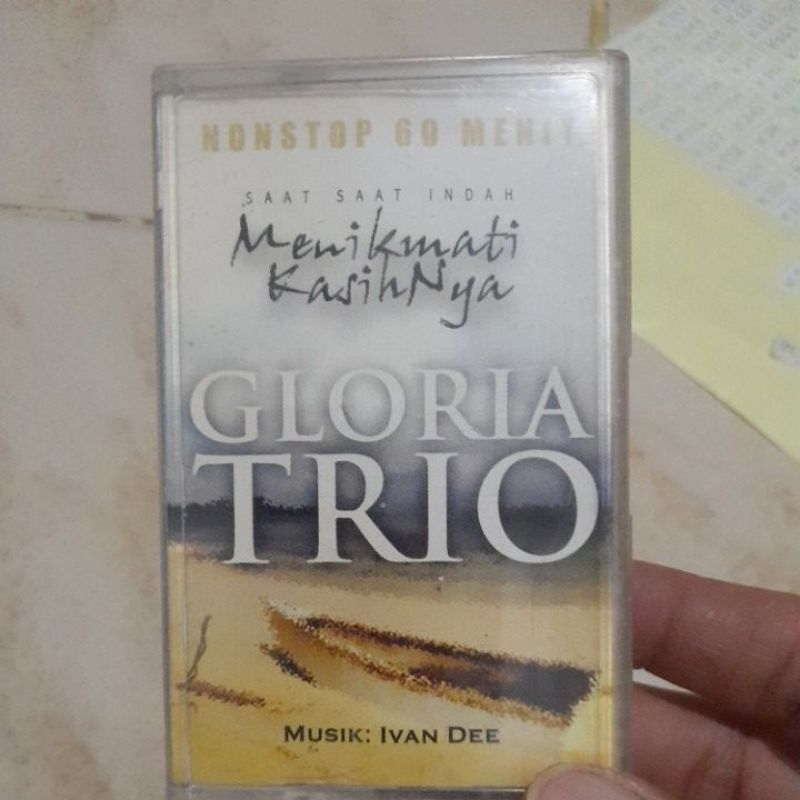 NONSTOP 60 MENIT
SAAT SAAT INDAH
Menikmati
KasihNya
GLORIA
TRIO
MUSIK: IVAN DEE